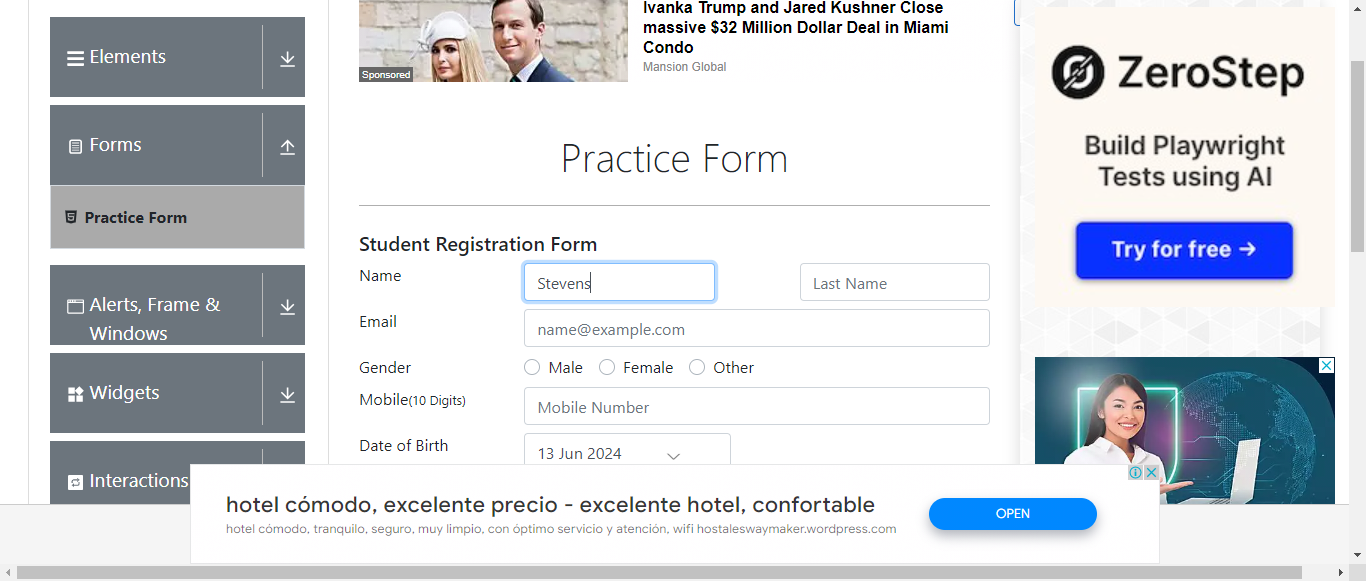 Elements
Forms
Practice Form
Alerts, Frame &
Windows
Widgets
Interactions
Sponsored
Ivanka Trump and Jared Kushner Close
massive $32 Million Dollar Deal in Miami
Condo
Mansion Global
Practice Form
Student Registration Form
Name
Stevens
Last Name
Email
name@example.com
Gender
Male
Female
Other
Mobile(10 Digits)
Mobile Number
Date of Birth
13 Jun 2024
ZeroStep
Build Playwright
Tests using AI
Try for free →
hotel cómodo, excelente precio - excelente hotel, confortable
hotel cómodo, tranquilo, seguro, muy limpio, con óptimo servicio y atención, wifi hostaleswaymaker.wordpress.com
OPEN